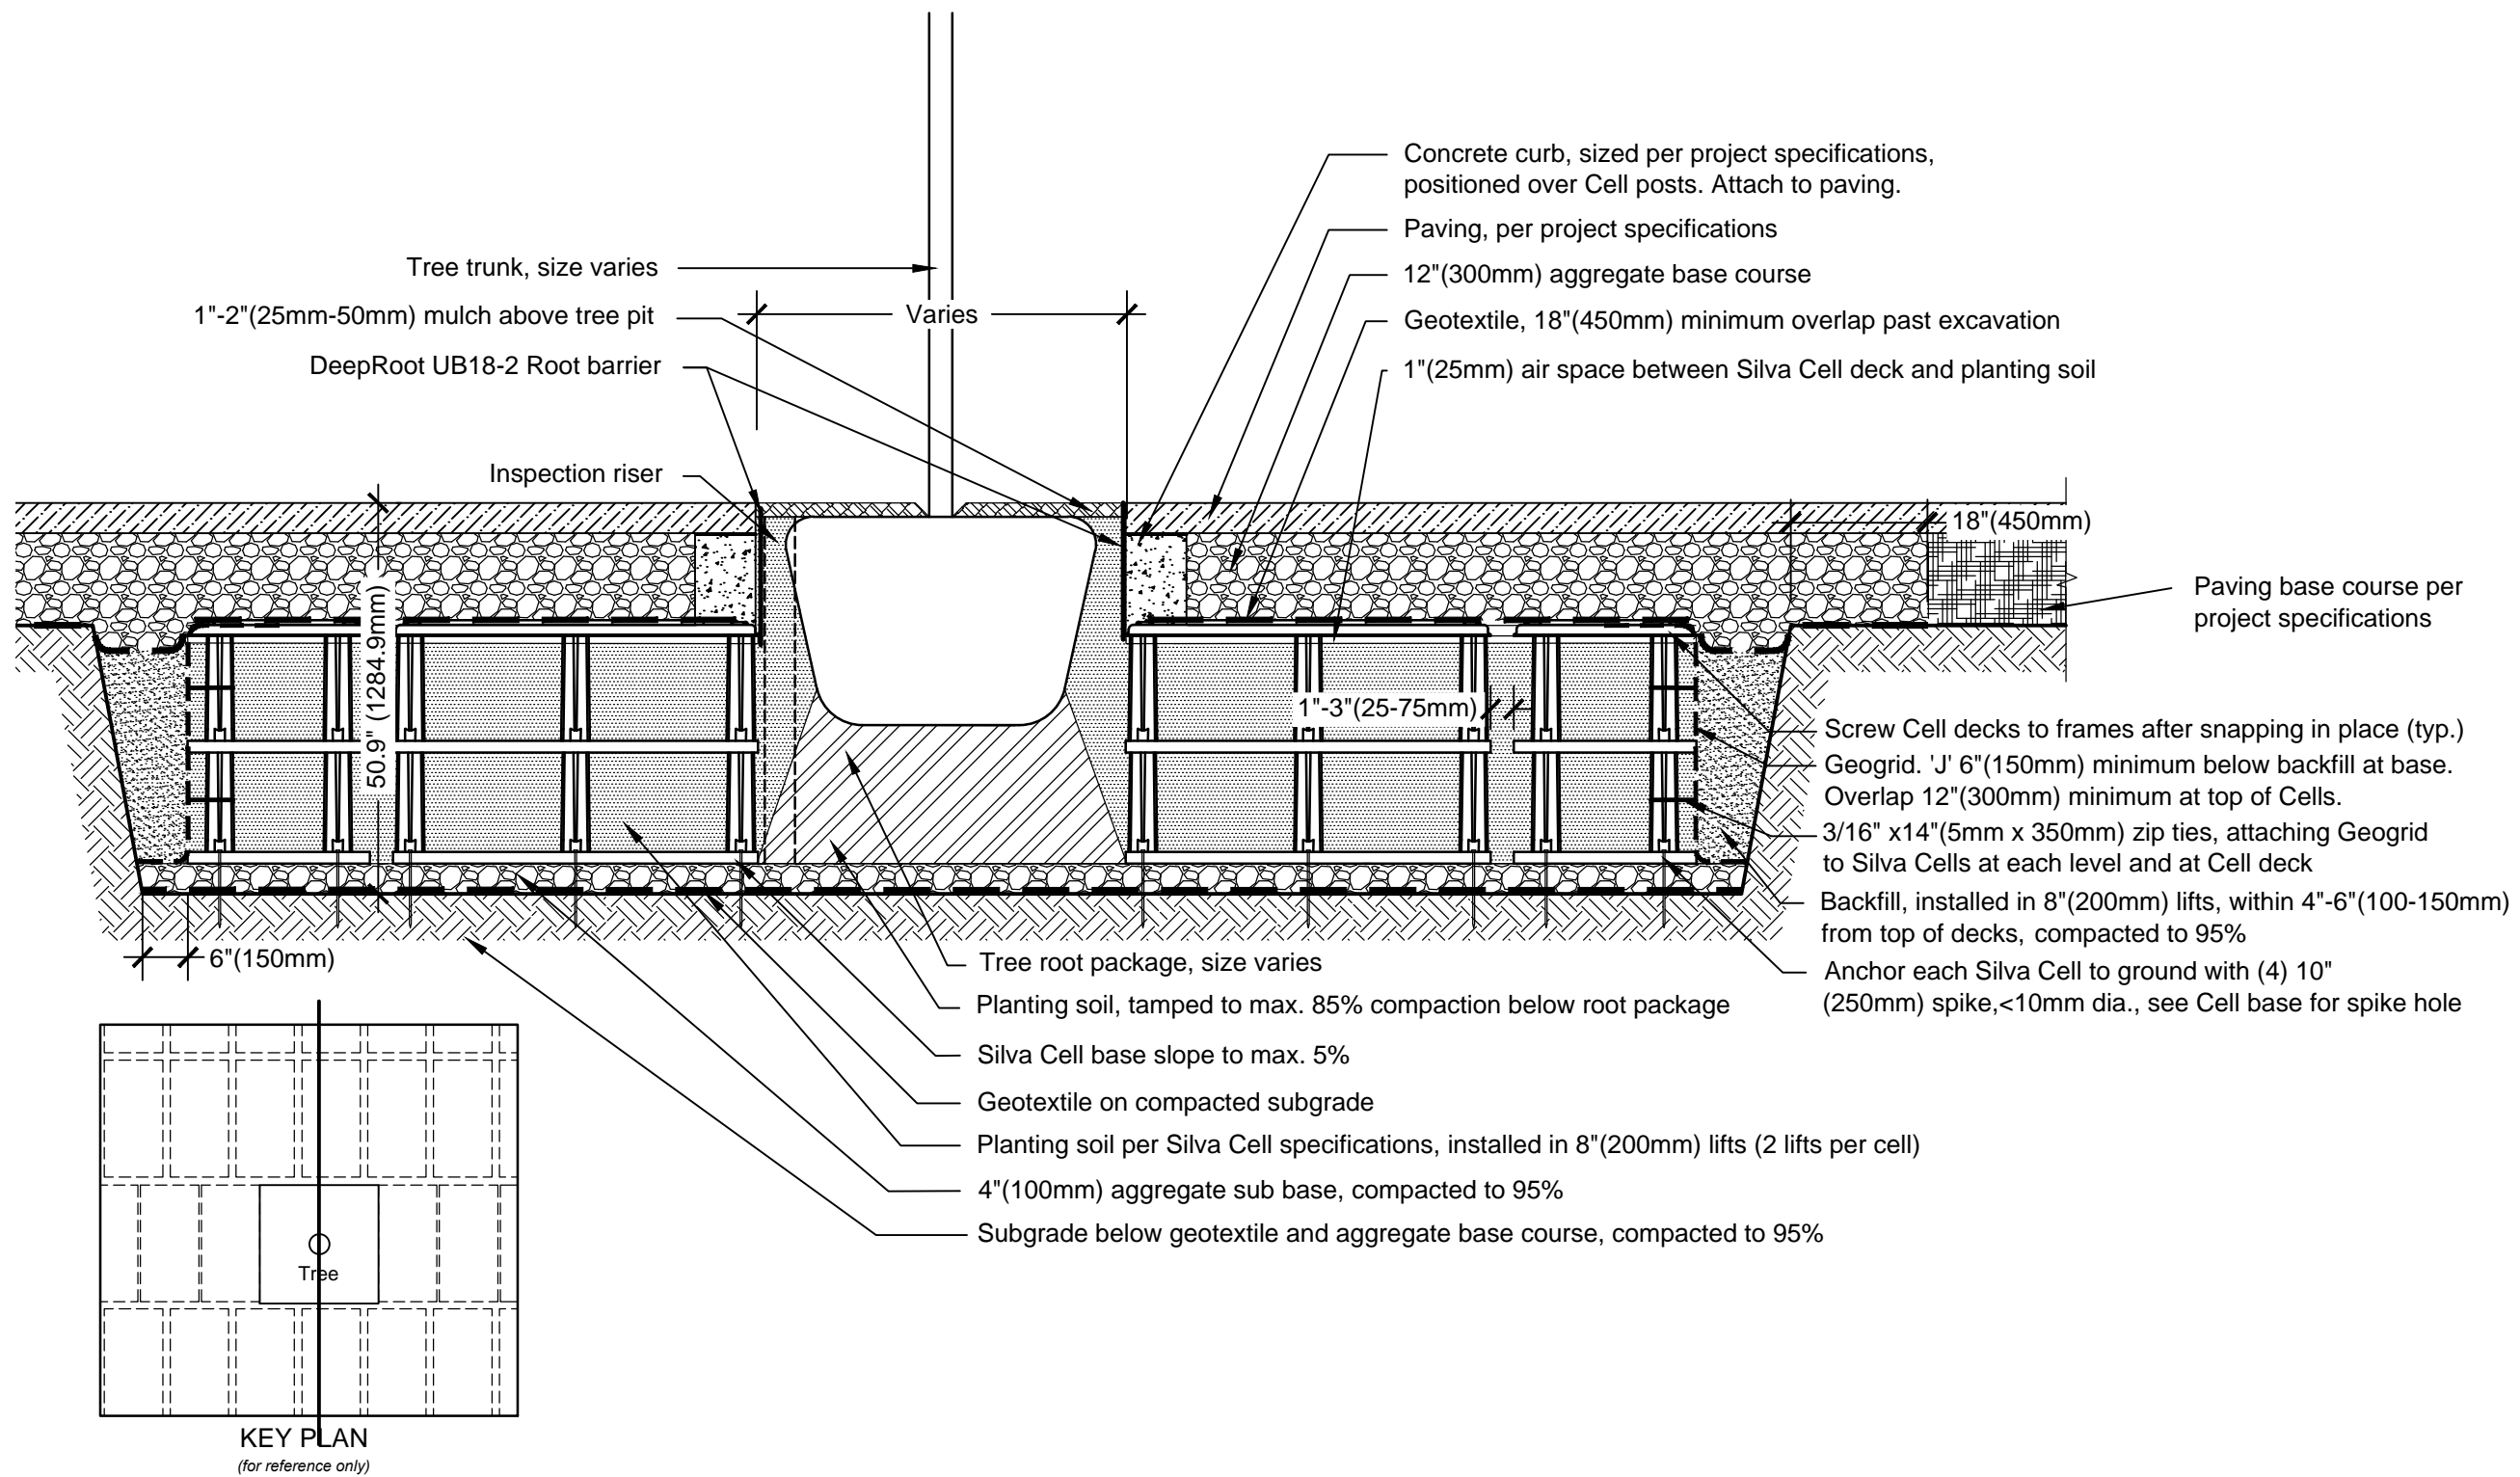 Concrete curb, sized per project specifications,
positioned over Cell posts. Attach to paving.
Paving, per project specifications
12"(300mm) aggregate base course
Geotextile, 18"(450mm) minimum overlap past excavation
1"(25mm) air space between Silva Cell deck and planting soil
Tree trunk, size varies
1"-2"(25mm-50mm) mulch above tree pit
DeepRoot UB18-2 Root barrier
Inspection riser
Varies
18"(450mm)
Paving base course per
project specifications
50.9" (1284.9mm)
1"-3"(25-75mm)
Screw Cell decks to frames after snapping in place (typ.)
Geogrid. 'J' 6"(150mm) minimum below backfill at base.
Overlap 12"(300mm) minimum at top of Cells.
3/16" x14"(5mm x 350mm) zip ties, attaching Geogrid
to Silva Cells at each level and at Cell deck
Backfill, installed in 8"(200mm) lifts, within 4"-6"(100-150mm)
from top of decks, compacted to 95%
Anchor each Silva Cell to ground with (4) 10"
(250mm) spike,<10mm dia., see Cell base for spike hole
6"(150mm)
Tree root package, size varies
Planting soil, tamped to max. 85% compaction below root package
Silva Cell base slope to max. 5%
Geotextile on compacted subgrade
Planting soil per Silva Cell specifications, installed in 8"(200mm) lifts (2 lifts per cell)
4"(100mm) aggregate sub base, compacted to 95%
Subgrade below geotextile and aggregate base course, compacted to 95%
Tree
KEY PLAN
(for reference only)